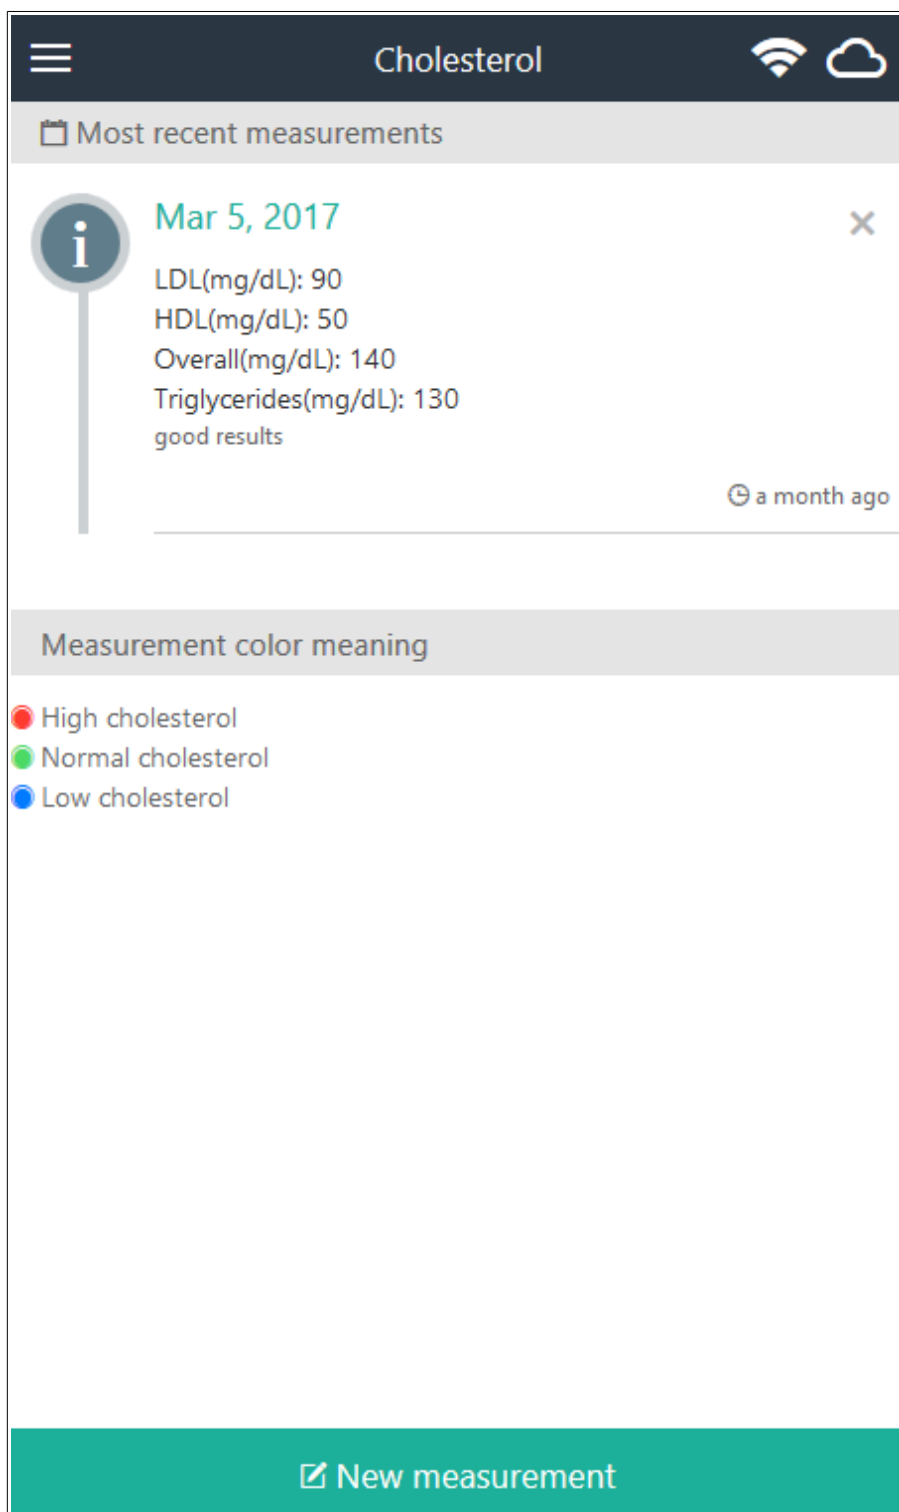 Cholesterol
Most recent measurements
Mar 5, 2017
LDL(mg/dL): 90
HDL(mg/dL): 50
Overall(mg/dL): 140
Triglycerides(mg/dL): 130
good results
a month ago
Measurement color meaning
High cholesterol
Normal cholesterol
Low cholesterol
New measurement